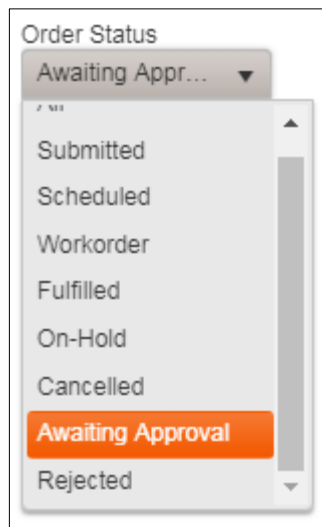 Order Status
Awaiting Appr...
Submitted
Scheduled
Workorder
Fulfilled
On-Hold
Cancelled
Awaiting Approval
Rejected